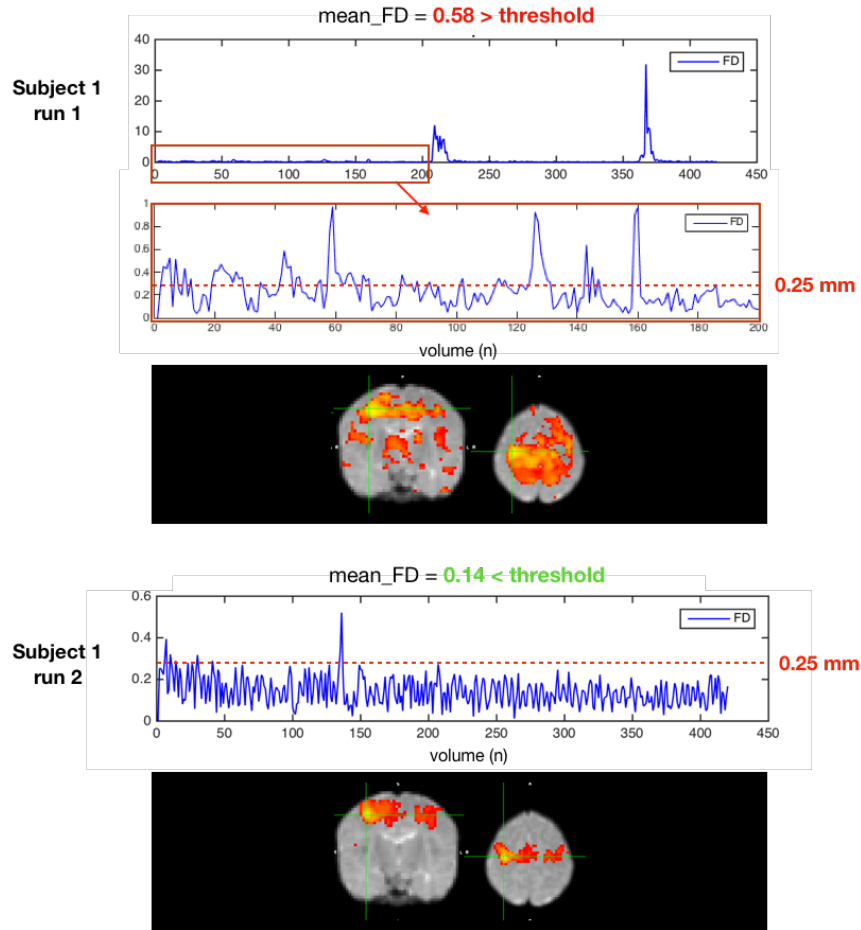 mean_FD = 0.58 > threshold
Subject 1
run 1
40
30
20
10
0
FD
0 50 100 150 200 250 300 350 400 450
1
0.8
0.6
0.4
0.2
0
FD
0.25 mm
0 20 40 60 80 100 120 140 160 180 200
volume (n)
L R
mean_FD = 0.14 < threshold
Subject 1
run 2
0.6
0.4
0.2
0
FD
0.25 mm
0 50 100 150 200 250 300 350 400 450
volume (n)
L R